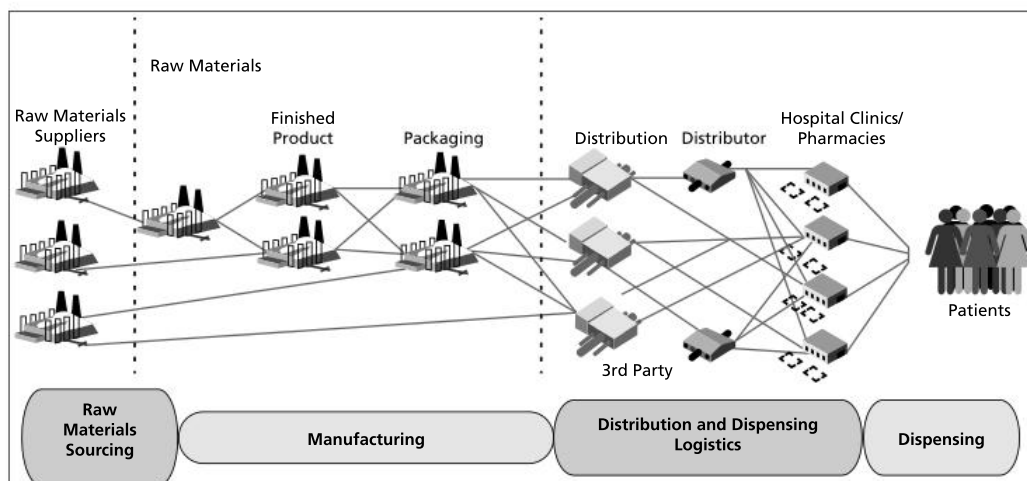 Raw Materials
Raw Materials
Suppliers
Finished
Product
Packaging
Distribution
Distributor
Hospital Clinics/
Pharmacies
3rd Party
Patients
Raw
Materials
Sourcing
Manufacturing
Distribution and Dispensing
Logistics
Dispensing